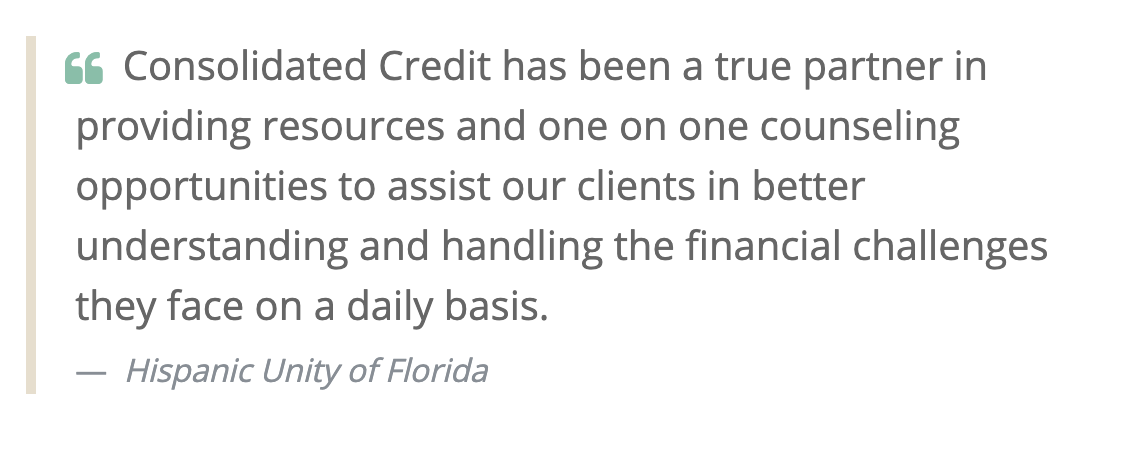 ❝ Consolidated Credit has been a true partner in
providing resources and one on one counseling
opportunities to assist our clients in better
understanding and handling the financial challenges
they face on a daily basis.
— Hispanic Unity of Florida